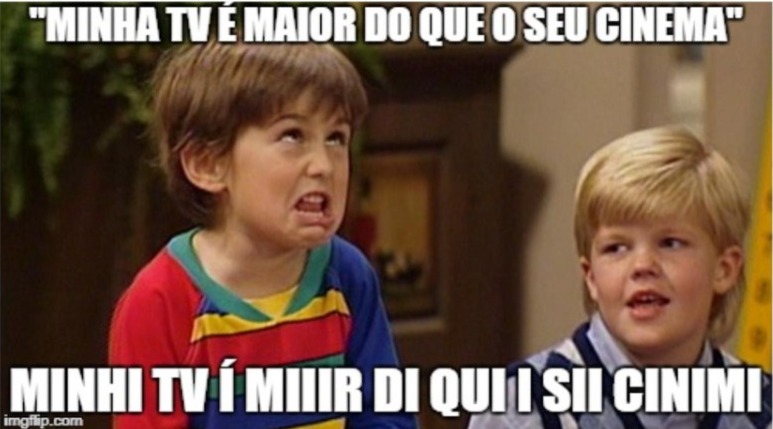 "MINHA TV É MAIOR DO QUE O SEU CINEMA"
MINHI TV Í MIIIR DI QUI I SII CINIMI
imgflip.com